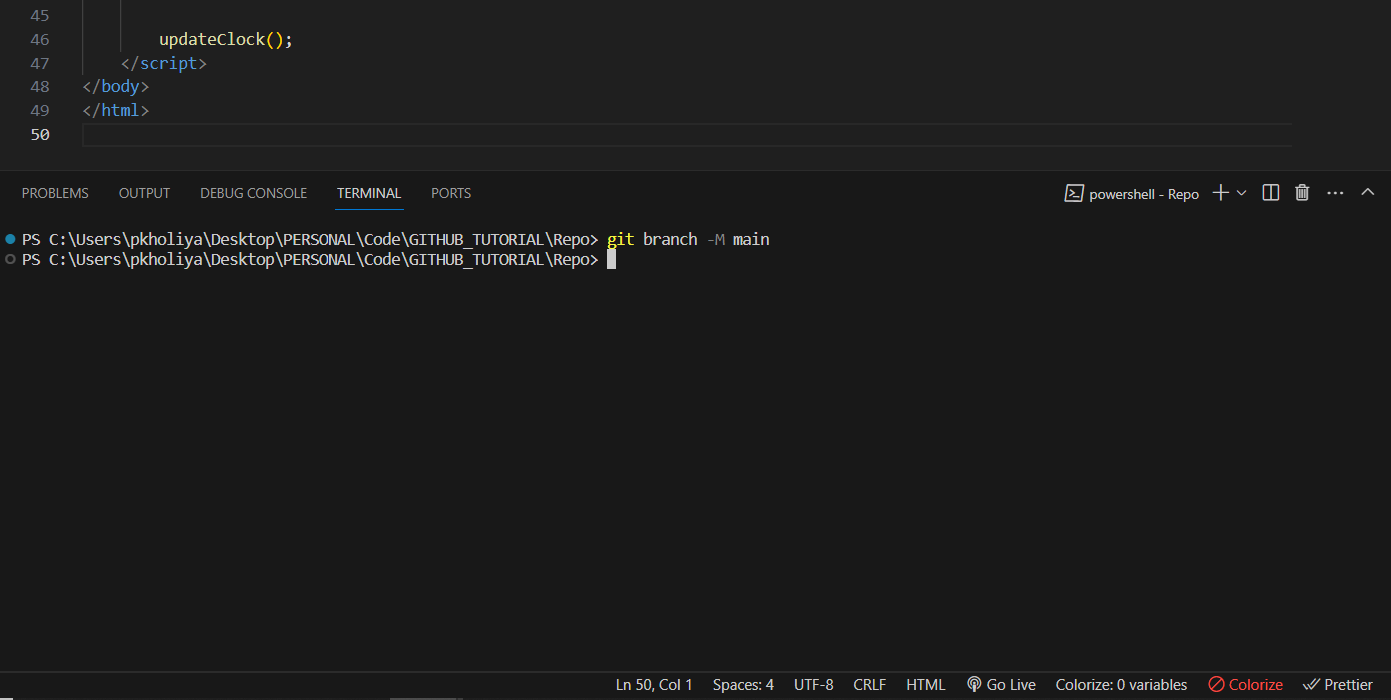 45
46 updateClock();
47 </script>
48 </body>
49 </html>
50
PROBLEMS OUTPUT DEBUG CONSOLE TERMINAL PORTS powershell - Repo
PS C:\Users\pkholiya\Desktop\PERSONAL\Code\GITHUB_TUTORIAL\Repo> git branch -M main
PS C:\Users\pkholiya\Desktop\PERSONAL\Code\GITHUB_TUTORIAL\Repo>
Ln 50, Col 1 Spaces: 4 UTF-8 CRLF HTML Go Live Colorize: 0 variables Colorize Prettier